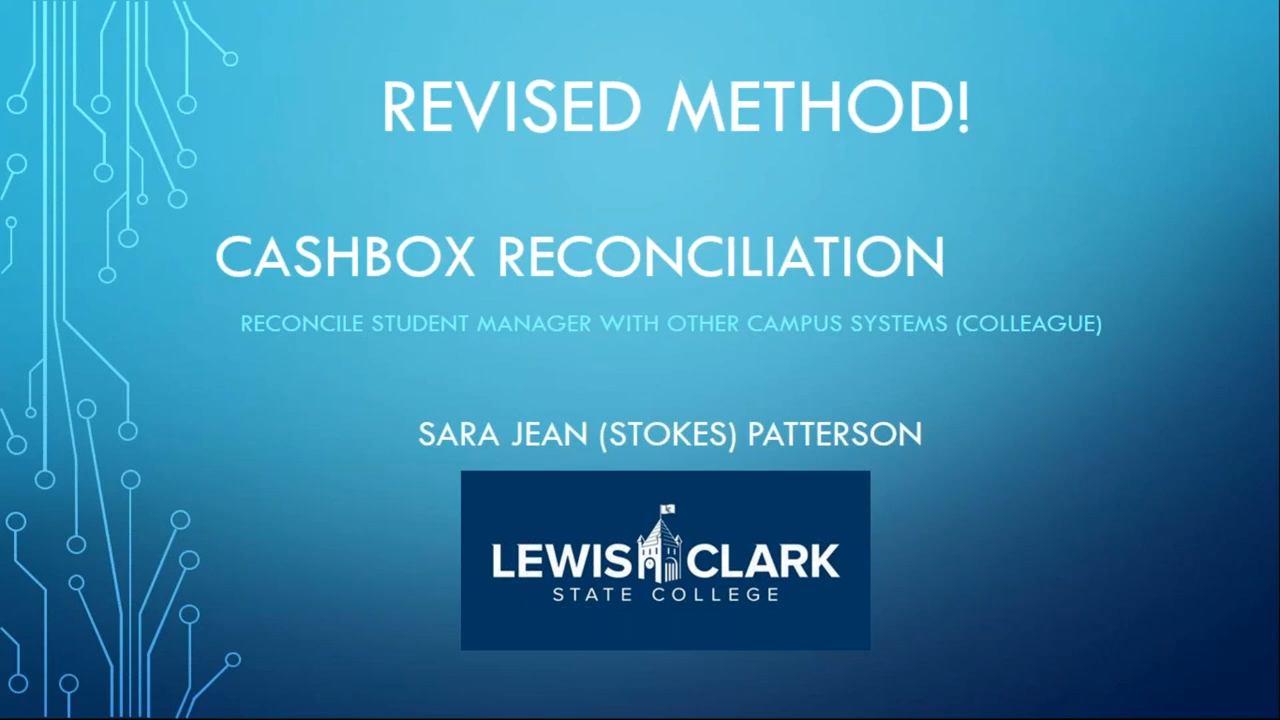 REVISED METHOD!
CASHBOX RECONCILIATION
RECONCILE STUDENT MANAGER WITH OTHER CAMPUS SYSTEMS (COLLEAGUE)
SARA JEAN (STOKES) PATTERSON
LEWIS CLARK
STATE COLLEGE